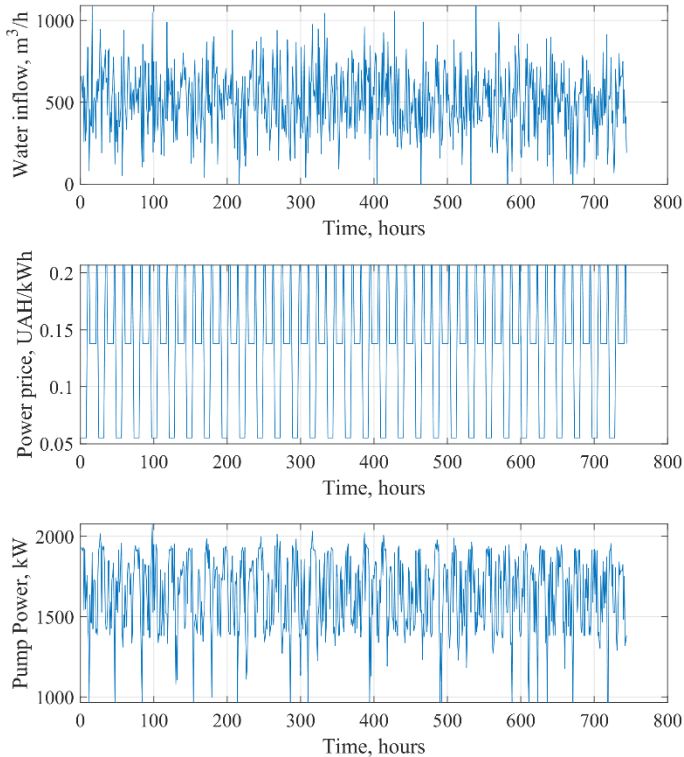 Water inflow, m³/h
1000
500
0
0 100 200 300 400 500 600 700 800
Time, hours
Power price, UAH/kWh
0.2
0.15
0.1
0.05
0 100 200 300 400 500 600 700 800
Time, hours
Pump Power, kW
2000
1500
1000
0 100 200 300 400 500 600 700 800
Time, hours